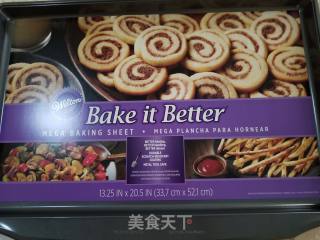 Wilton
Bake it Better
MEGA BAKING SHEET • MEGA PLANCHA PARA HORNEAR
13.25 IN x 20.5 IN (33,7 cm x 52,1 cm)
美食天下